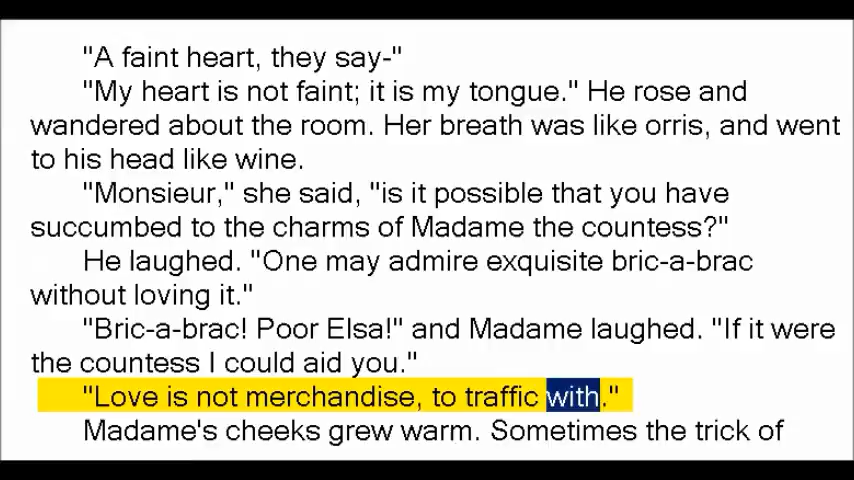 "A faint heart, they say-"
"My heart is not faint; it is my tongue." He rose and
wandered about the room. Her breath was like orris, and went
to his head like wine.
"Monsieur," she said, "is it possible that you have
succumbed to the charms of Madame the countess?"
He laughed. "One may admire exquisite bric-a-brac
without loving it."
"Bric-a-brac! Poor Elsa!" and Madame laughed. "If it were
the countess I could aid you."
"Love is not merchandise, to traffic with."
Madame's cheeks grew warm. Sometimes the trick of